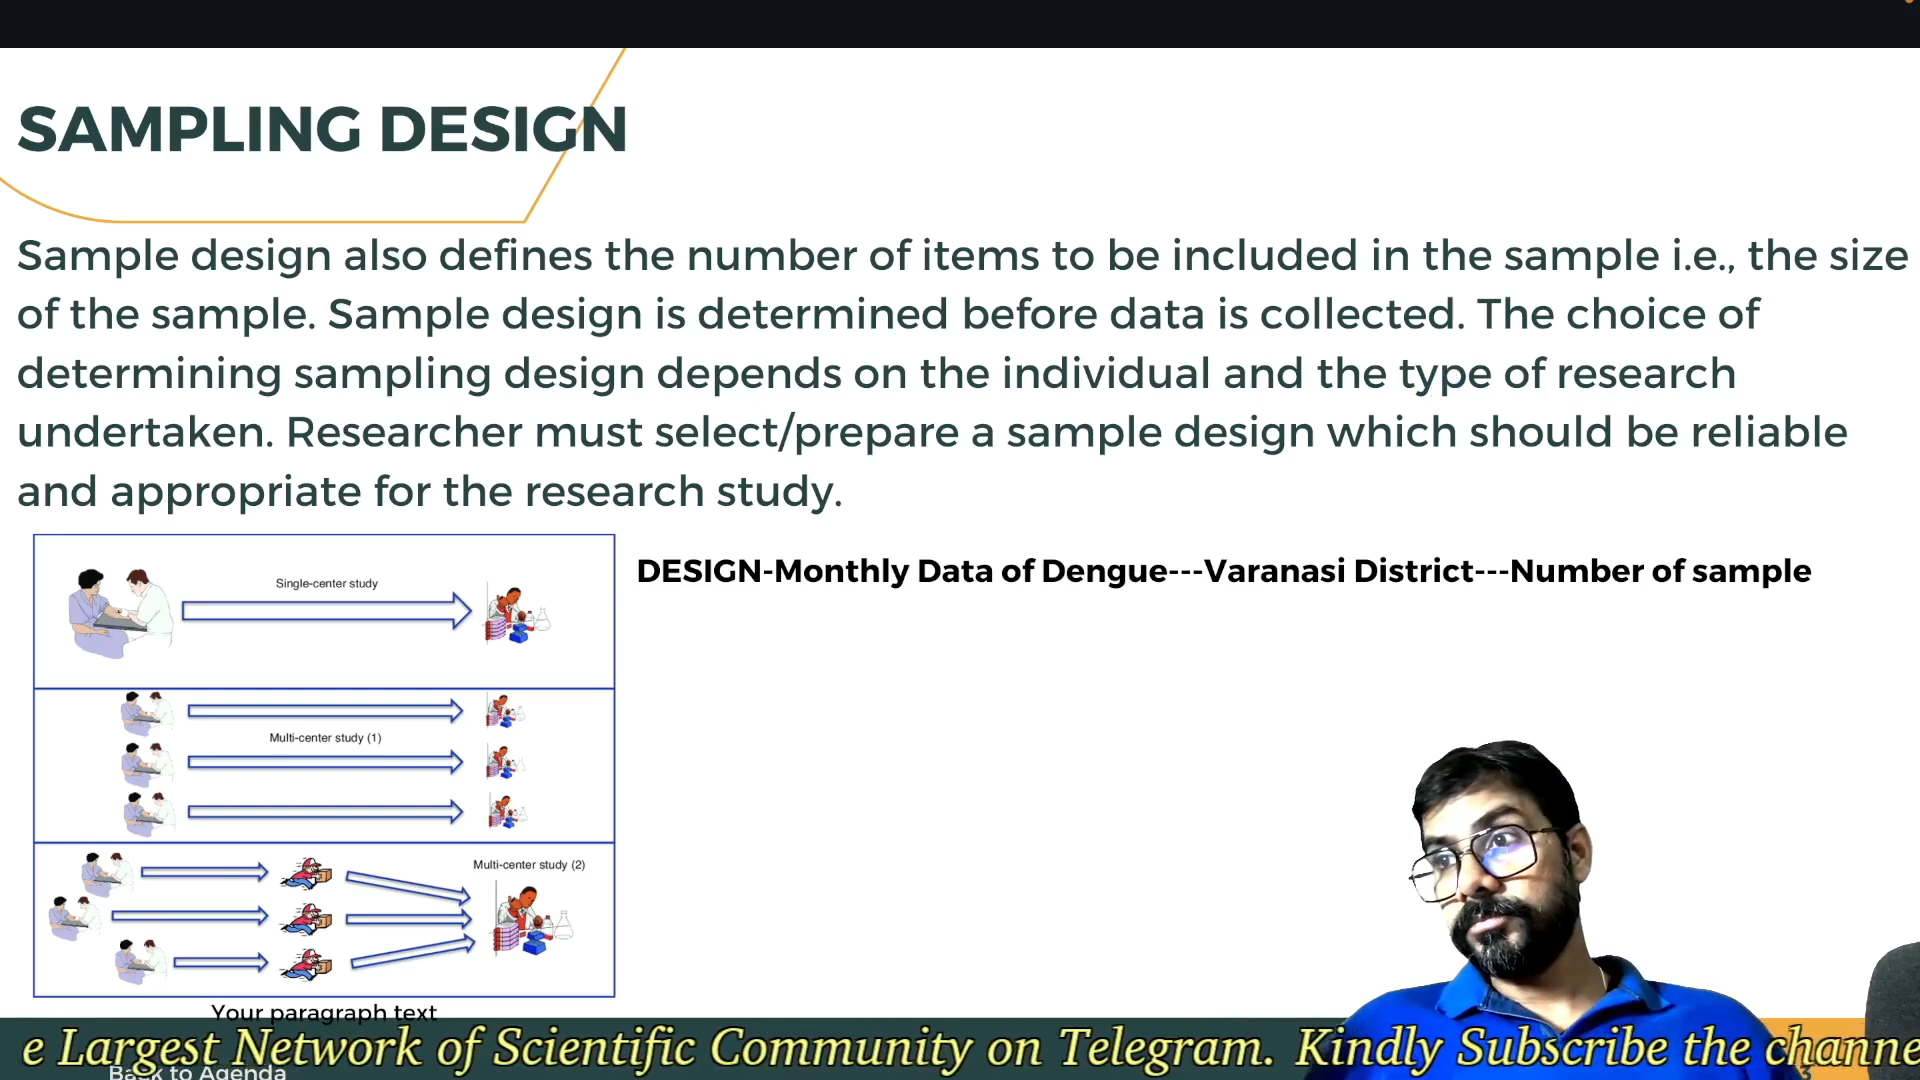 SAMPLING DESIGN
Sample design also defines the number of items to be included in the sample i.e., the size
of the sample. Sample design is determined before data is collected. The choice of
determining sampling design depends on the individual and the type of research
undertaken. Researcher must select/prepare a sample design which should be reliable
and appropriate for the research study.
DESIGN-Monthly Data of Dengue---Varanasi District---Number of sample
Single-center study
Multi-center study (1)
Multi-center study (2)
Your paragraph text
e Largest Network of Scientific Community on Telegram. Kindly Subscribe the channe
Back to Agenda
3